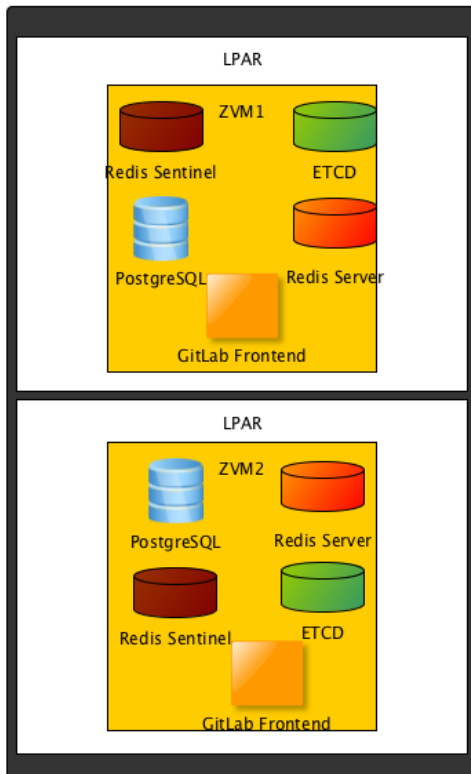 LPAR
ZVM1
Redis Sentinel
ETCD
PostgreSQL
Redis Server
GitLab Frontend
LPAR
ZVM2
PostgreSQL
Redis Server
Redis Sentinel
ETCD
GitLab Frontend